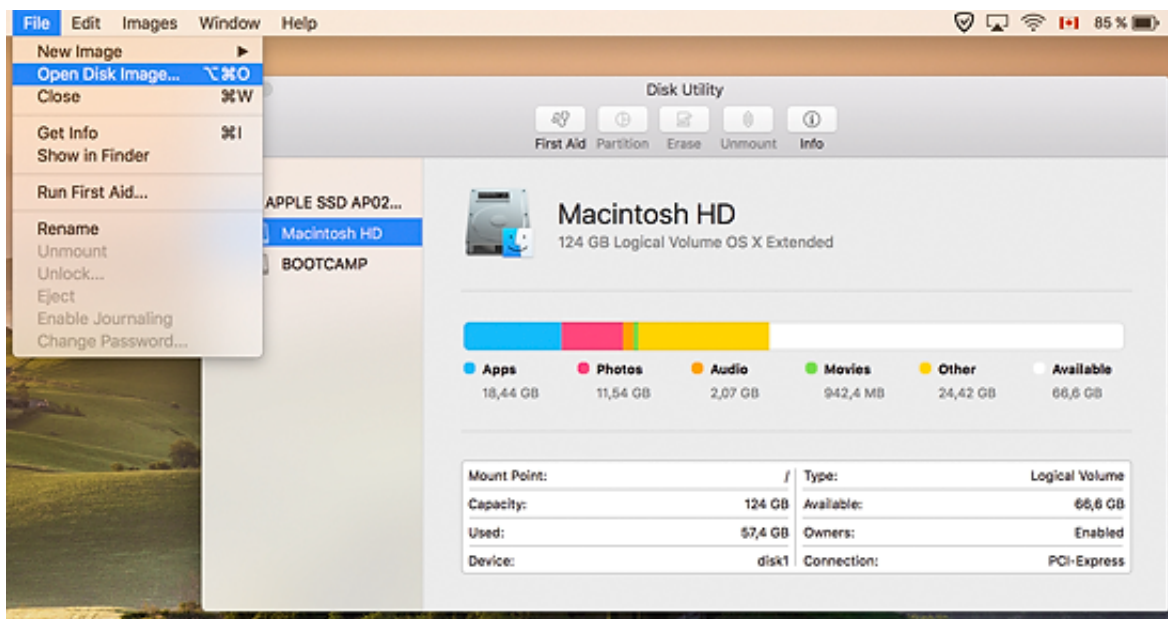 File Edit Images Window Help 85 %
New Image
Open Disk Image... ⌥⌘O
Close ⌘W
Get Info ⌘I
Show in Finder
Run First Aid...
Rename
Unmount
Unlock...
Eject
Enable Journaling
Change Password...
Disk Utility
First Aid Partition Erase Unmount Info
APPLE SSD AP02...
Macintosh HD
BOOTCAMP
Macintosh HD
124 GB Logical Volume OS X Extended
Apps Photos Audio Movies Other Available
18,44 GB 11,54 GB 2,07 GB 942,4 MB 24,42 GB 66,6 GB
Mount Point: / Type: Logical Volume
Capacity: 124 GB Available: 66,6 GB
Used: 57,4 GB Owners: Enabled
Device: disk1 Connection: PCI-Express